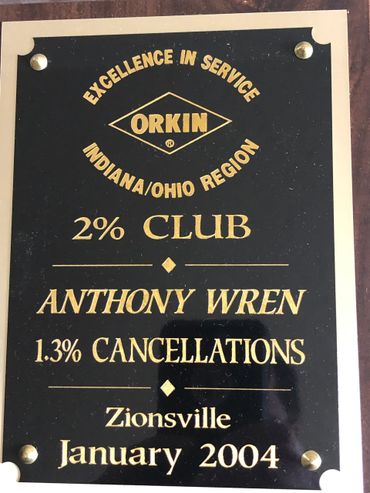 EXCELLENCE IN SERVICE
ORKIN
®
INDIANA/OHIO REGION
2% CLUB
ANTHONY WREN
1.3% CANCELLATIONS
Zionsville
January 2004